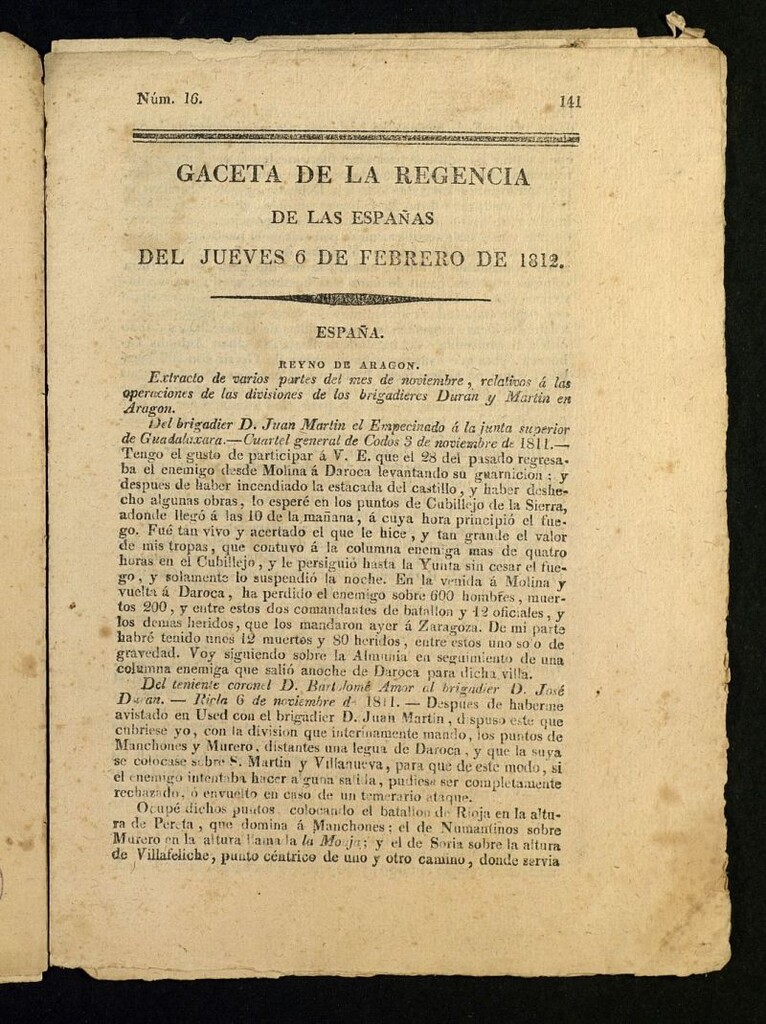 Núm. 16. 141
GACETA DE LA REGENCIA
DE LAS ESPAÑAS
DEL JUEVES 6 DE FEBRERO DE 1812.
ESPAÑA.
REYNO DE ARAGON.
Extracto de varios partes del mes de noviembre, relativos á las
operaciones de las divisiones de los brigadieres Duran y Martin en
Aragon.
Del brigadier D. Juan Martin el Empecinado á la junta superior
de Guadalaxara.—Cuartel general de Codos 3 de noviembre de 1811.—
Tengo el gusto de participar á V. E. que el 28 del pasado regresa-
ba el enemigo desde Molina á Daroca levantando su guarnicion; y
despues de haber incendiado la estacada del castillo, y haber deshe-
cho algunas obras, lo esperé en los puntos de Cubillejo de la Sierra,
adonde llegó á las 10 de la mañana, á cuya hora principió el fue-
go. Fué tan vivo y acertado el que le hice, y tan grande el valor
de mis tropas, que contuvo á la columna enemiga mas de quatro
horas en el Cubillejo, y le persiguió hasta la Yunta sin cesar el fue-
go, y solamente lo suspendió la noche. En la venida á Molina y
vuelta á Daroca, ha perdido el enemigo sobre 600 hombres, muer-
tos 200, y entre estos dos comandantes de batallon y 12 oficiales, y
los demas heridos, que los mandaron ayer á Zaragoza. De mi parte
habré tenido unos 12 muertos y 80 heridos, entre estos uno solo de
gravedad. Voy siguiendo sobre la Almunia en seguimiento de una
columna enemiga que salió anoche de Daroca para dicha villa.
Del teniente coronel D. Bartolomé Amor al brigadier D. José
Duran. — Ricla 6 de noviembre de 1811. — Despues de haberme
avistado en Used con el brigadier D. Juan Martin, dispuso este que
cubriese yo, con la division que interinamente mando, los puntos de
Manchones y Murero, distantes una legua de Daroca, y que la suya
se colocase sobre S. Martin y Villanueva, para que de este modo, si
el enemigo intentaba hacer alguna salida, pudiese ser completamente
rechazado, ó envuelto en caso de un temerario ataque.
Ocupé dichos puntos, colocando el batallon de Rioja en la altu-
ra de Pereta, que domina á Manchones; el de Numantinos sobre
Murero en la altura llamada la Monja; y el de Soria sobre la altura
de Villafeliche, punto céntrico de uno y otro camino, donde servia